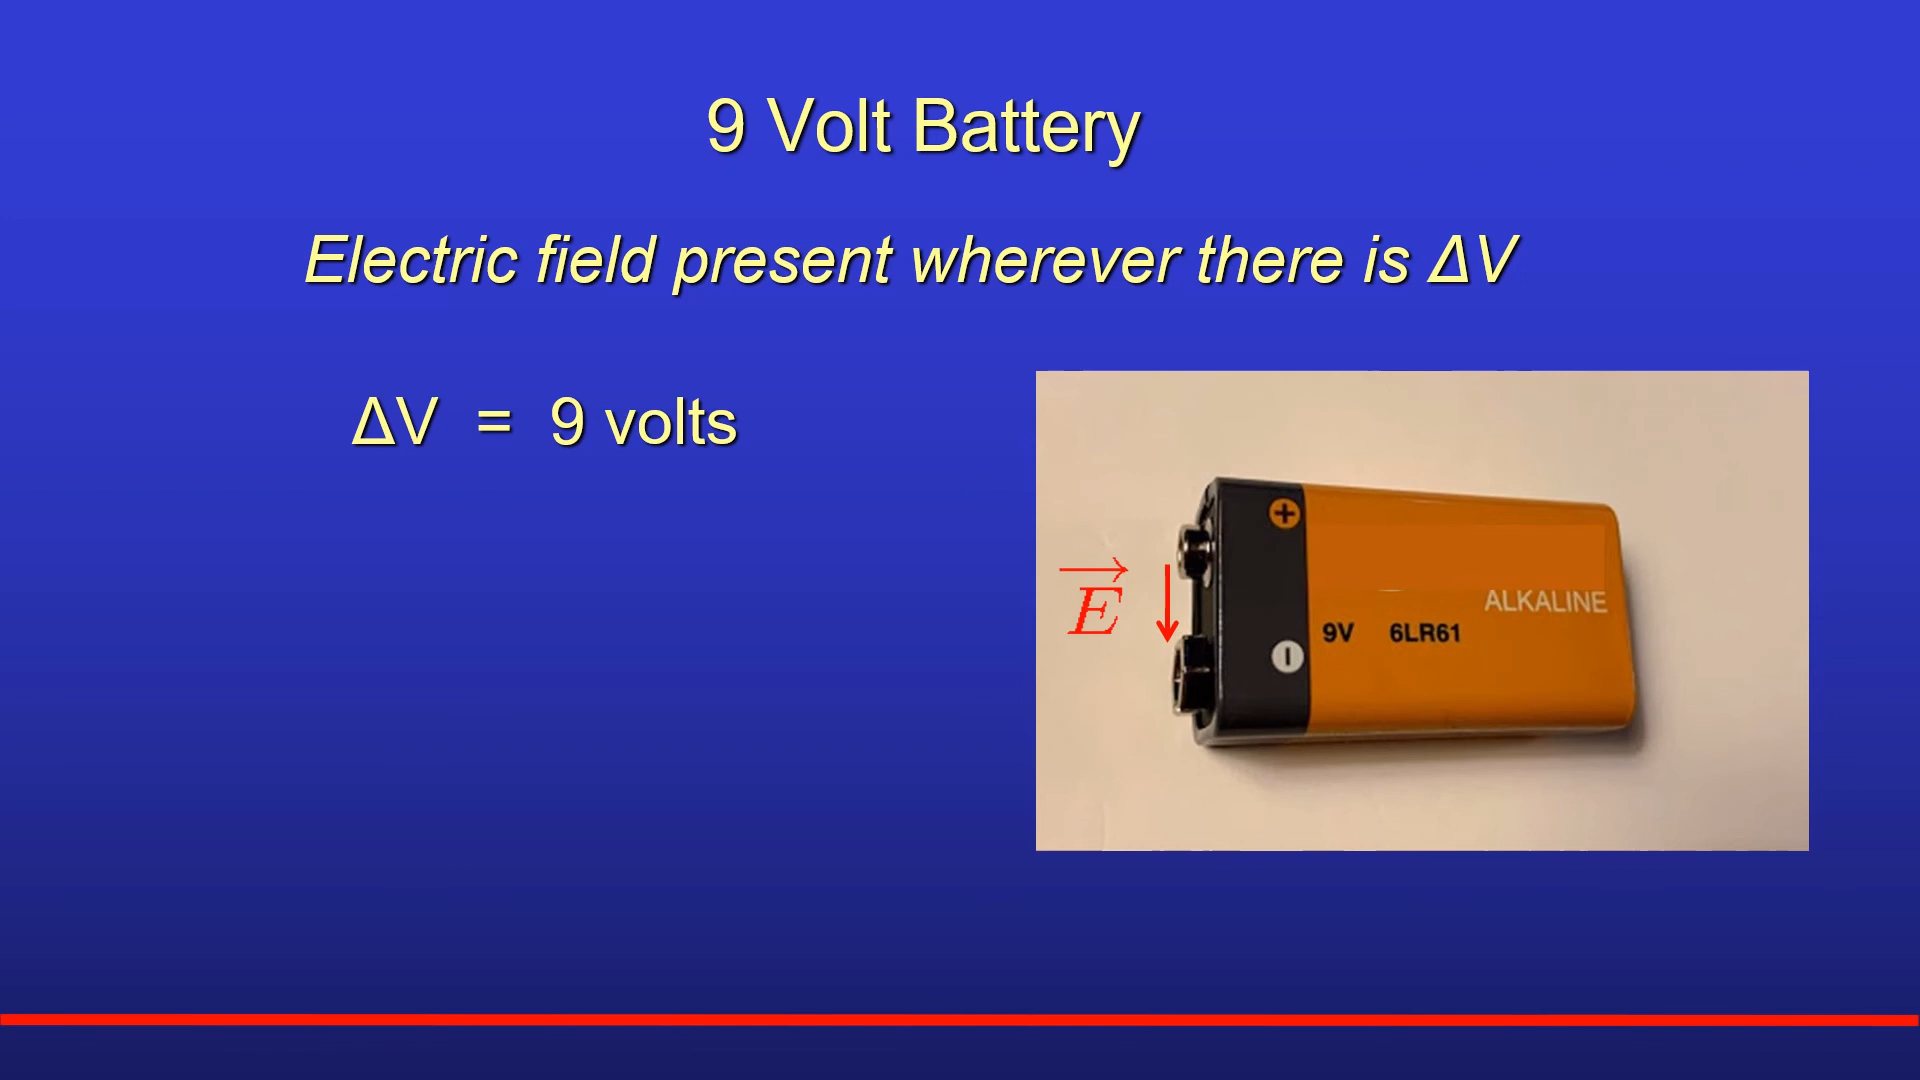 9 Volt Battery
Electric field present wherever there is ΔV
ΔV = 9 volts
+
E
ALKALINE
9V 6LR61
-